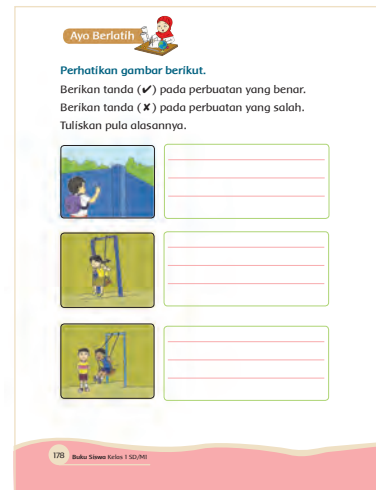 Ayo Berlatih
Perhatikan gambar berikut.
Berikan tanda (✔) pada perbuatan yang benar.
Berikan tanda (✘) pada perbuatan yang salah.
Tuliskan pula alasannya.
178 Buku Siswa Kelas 1 SD/MI